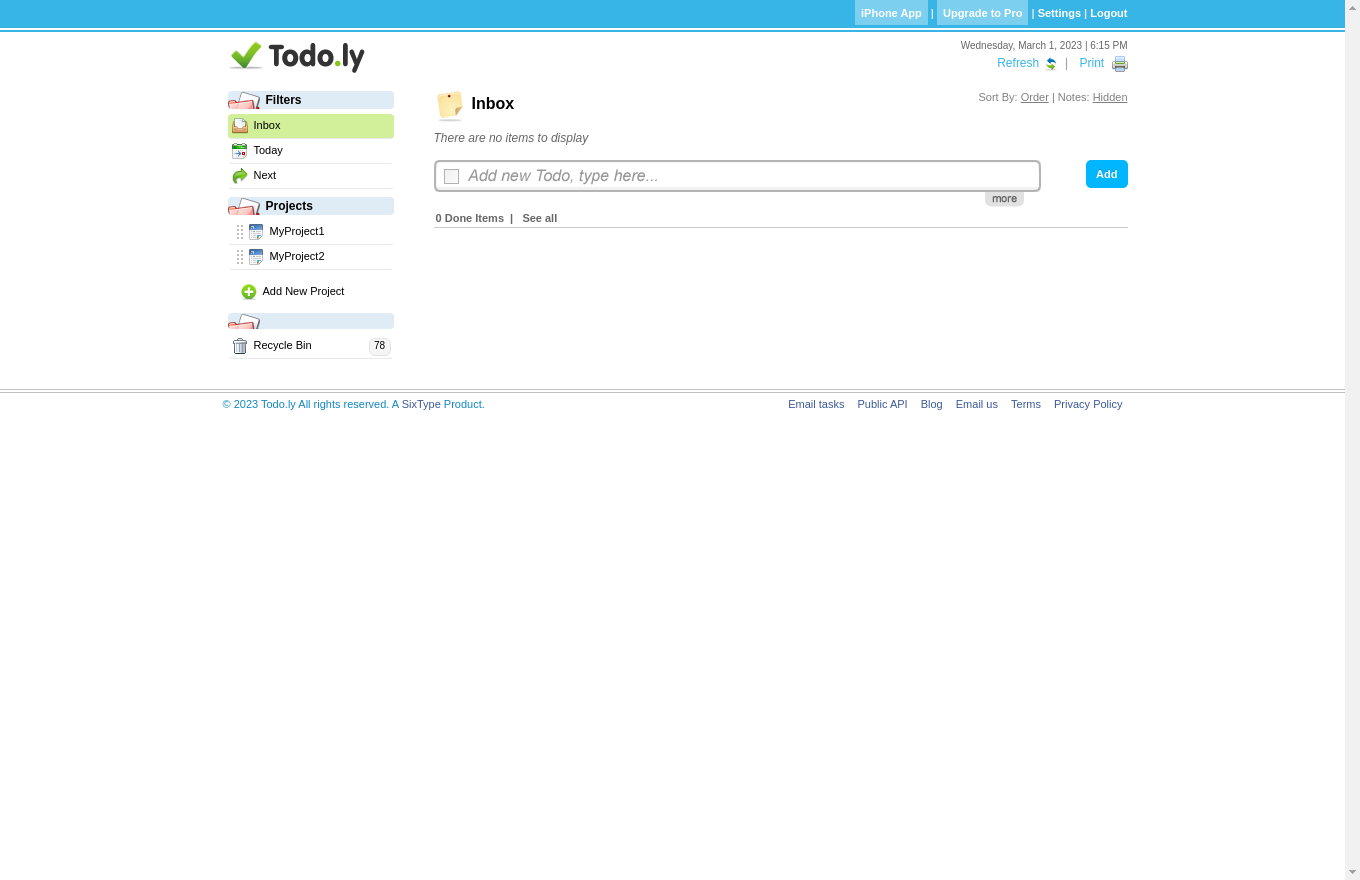 iPhone App | Upgrade to Pro | Settings | Logout
Todo.ly
Wednesday, March 1, 2023 | 6:15 PM
Refresh | Print
Filters
Inbox
Today
Next
Projects
MyProject1
MyProject2
Add New Project
Recycle Bin 78
Inbox
Sort By: Order | Notes: Hidden
There are no items to display
Add new Todo, type here...
Add
more
0 Done Items | See all
© 2023 Todo.ly All rights reserved. A SixType Product.
Email tasks Public API Blog Email us Terms Privacy Policy